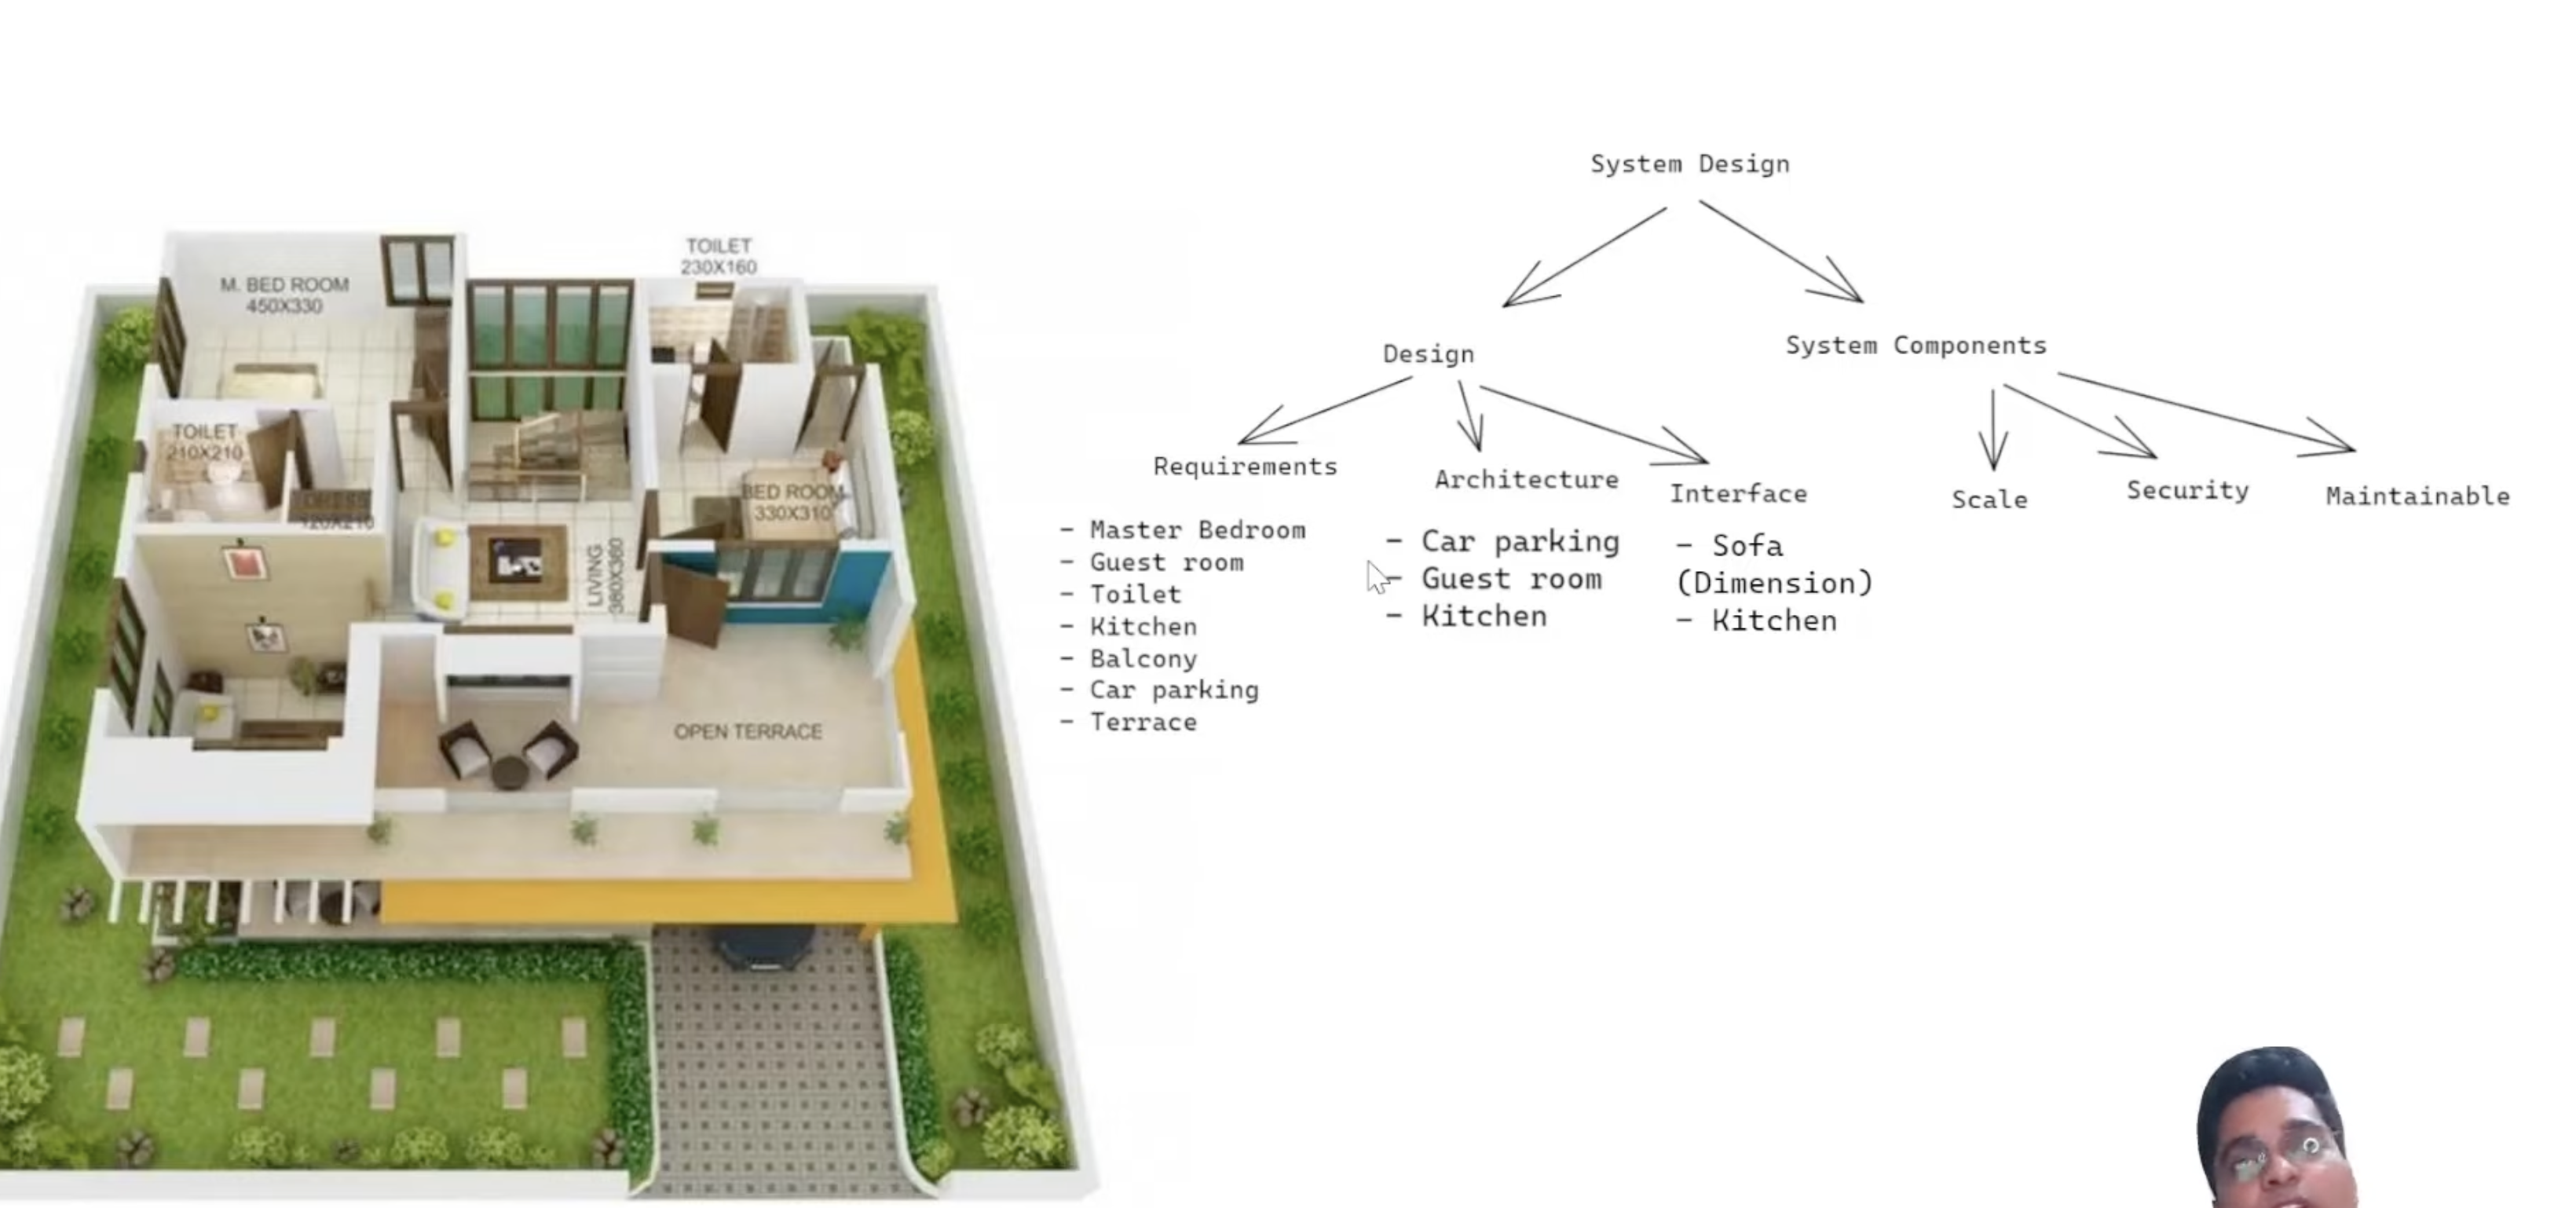 TOILET
230X160
M. BED ROOM
450X330
TOILET
210X210
DRESS
120X210
BED ROOM
330X310
LIVING
380X360
OPEN TERRACE
System Design
Design
System Components
Requirements
- Master Bedroom
- Guest room
- Toilet
- Kitchen
- Balcony
- Car parking
- Terrace
Architecture
- Car parking
- Guest room
- Kitchen
Interface
- Sofa
(Dimension)
- Kitchen
Scale
Security
Maintainable